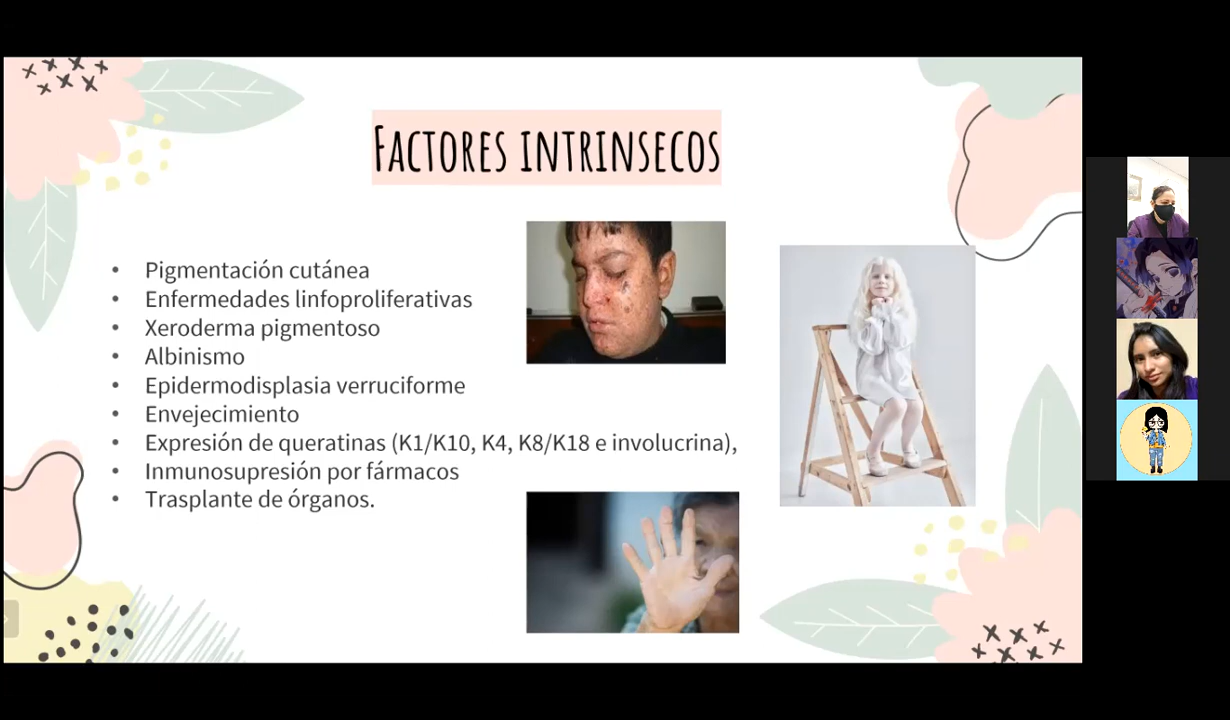 Factores intrinsecos
• Pigmentación cutánea
• Enfermedades linfoproliferativas
• Xeroderma pigmentoso
• Albinismo
• Epidermodisplasia verruciforme
• Envejecimiento
• Expresión de queratinas (K1/K10, K4, K8/K18 e involucrina),
• Inmunosupresión por fármacos
• Trasplante de órganos.